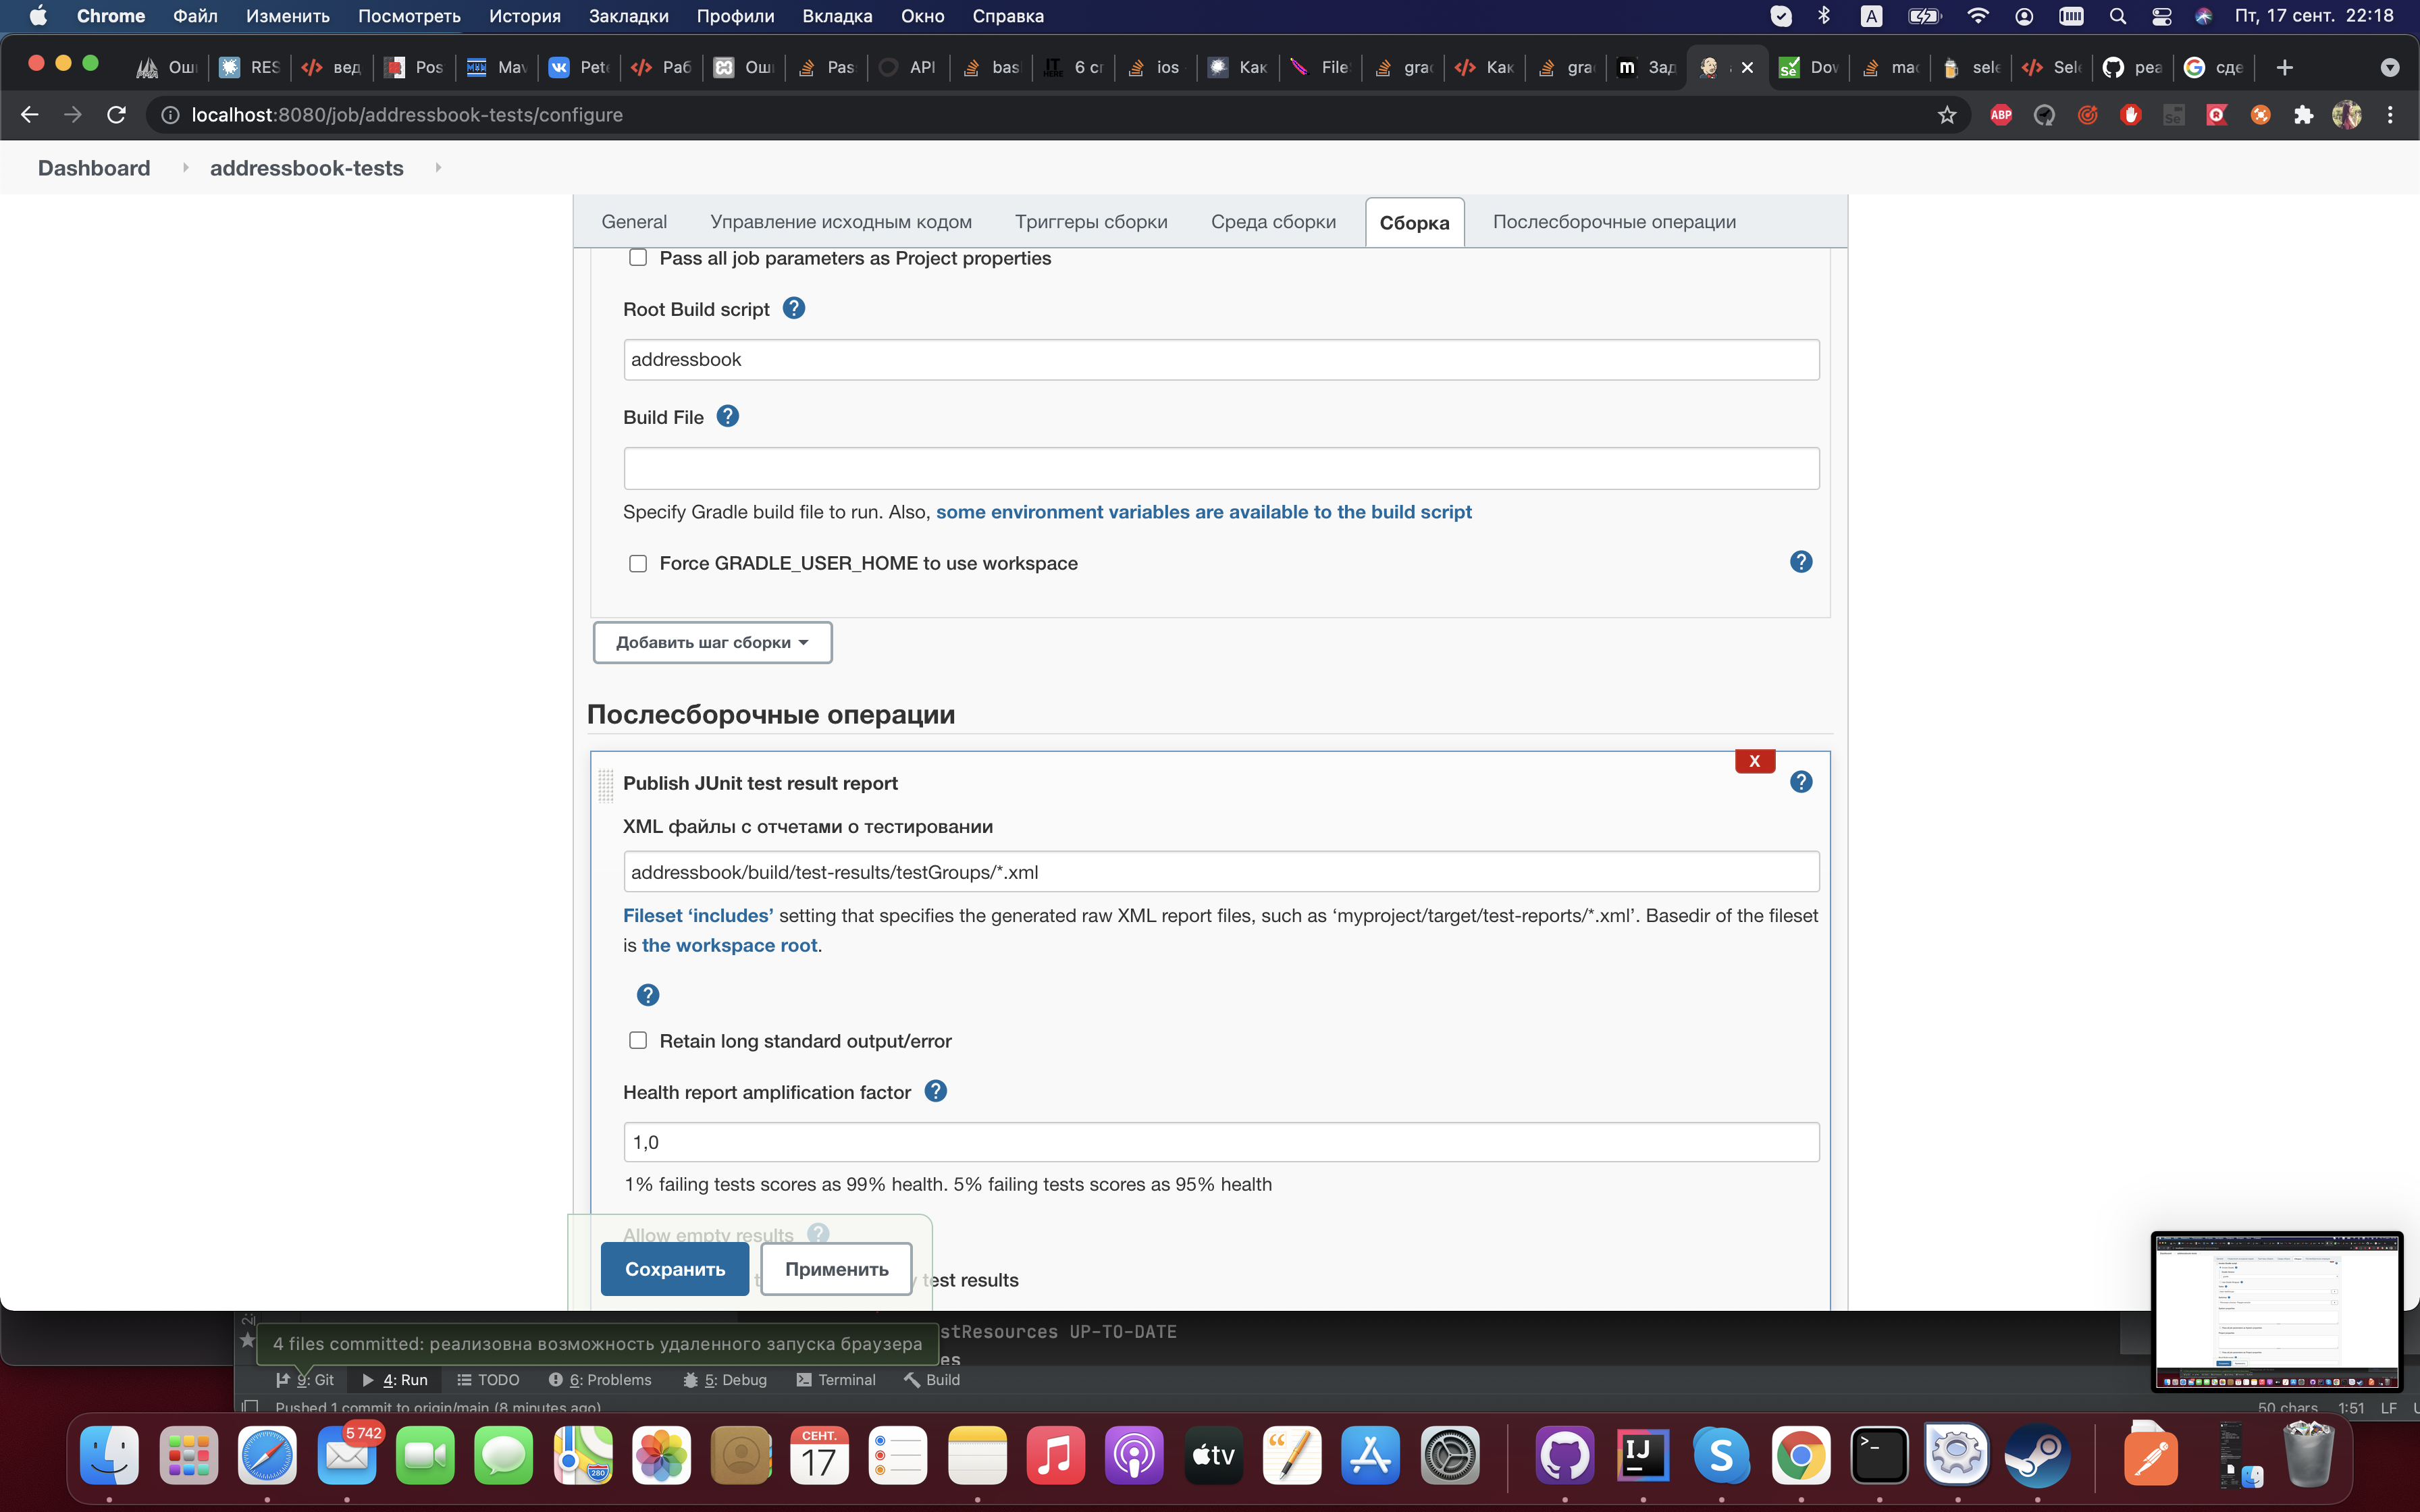 Chrome Файл Изменить Посмотреть История Закладки Профили Вкладка Окно Справка A Пт, 17 сент. 22:18
Ош RES вед Pos Mav Pete Раб Ош Pas API bas 6 ios Как File gra Как gra Зад Dov mac sele Sele pea сде
localhost:8080/job/addressbook-tests/configure ABP
Dashboard addressbook-tests
General Управление исходным кодом Триггеры сборки Среда сборки Сборка Послесборочные операции
Pass all job parameters as Project properties
Root Build script ?
addressbook
Build File ?
Specify Gradle build file to run. Also, some environment variables are available to the build script
Force GRADLE_USER_HOME to use workspace ?
Добавить шаг сборки
Послесборочные операции
X
Publish JUnit test result report ?
XML файлы с отчетами о тестировании
addressbook/build/test-results/testGroups/*.xml
Fileset ‘includes’ setting that specifies the generated raw XML report files, such as ‘myproject/target/test-reports/*.xml’. Basedir of the fileset
is the workspace root.
?
Retain long standard output/error
Health report amplification factor ?
1,0
1% failing tests scores as 99% health. 5% failing tests scores as 95% health
Allow empty results ?
Сохранить Применить test results
stResources UP-TO-DATE
4 files committed: реализовна возможность удаленного запуска браузера
es
9: Git 4: Run TODO 6: Problems 5: Debug Terminal Build
Pushed 1 commit to origin/main (8 minutes ago) 50 chars 1:51 LF
5 742 СЕНТ. 17 280 tv IJ S